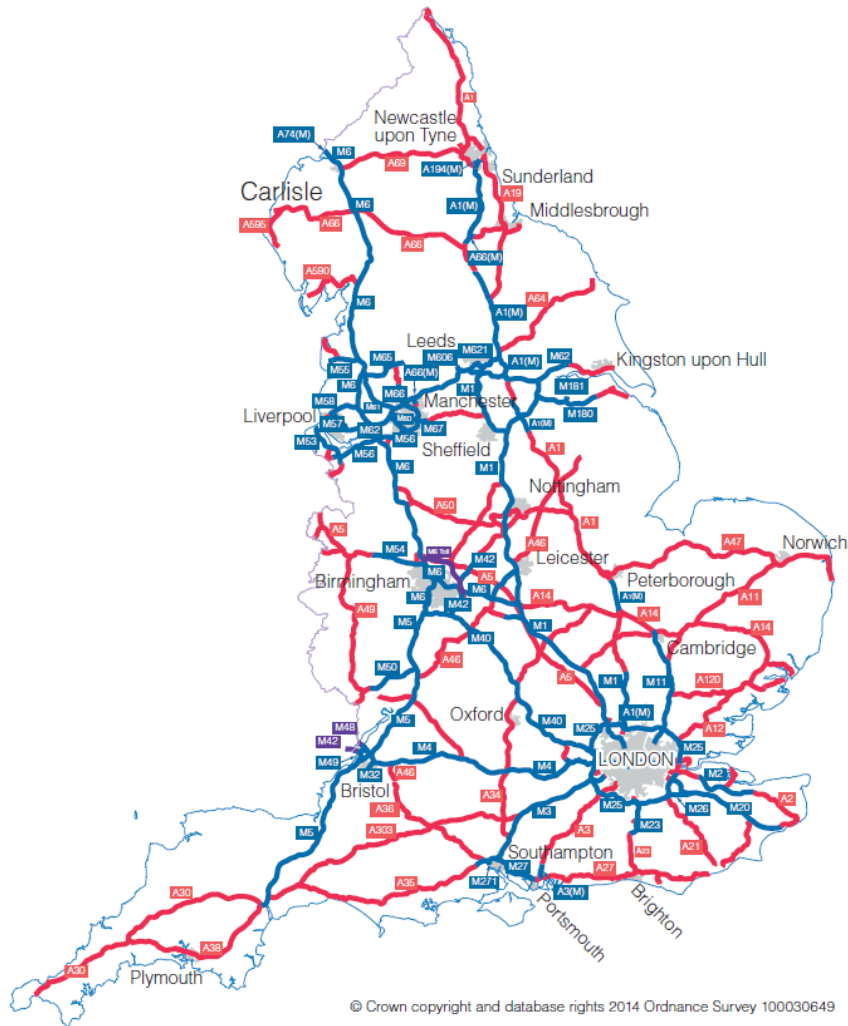 A1
Newcastle
upon Tyne
A74(M)
M6
A69
A194(M)
Sunderland
Carlisle
A19
M6
A1(M)
Middlesbrough
A595
A66
A66
A66(M)
A590
A64
M6
A1(M)
Leeds
M621
M606
M65
A1(M)
M62
Kingston upon Hull
M55
A66(M)
M6
M1
M181
M66
M58
M61
Manchester
M180
Liverpool
M60
M57
M62
M67
A1(M)
M53
M56
Sheffield
A1
M56
M6
M1
Nottingham
A50
A1
A5
A46
A47
Norwich
M54
M6 Toll
M42
Leicester
M6
Birmingham
A5
Peterborough
M6
M6
A14
A1(M)
A11
M42
A49
A14
M5
M1
A14
M40
Cambridge
A46
M50
A5
M1
M11
A120
Oxford
M5
A1(M)
A12
M40
M25
M48
M42
M4
M25
M49
LONDON
M32
A46
M4
M2
Bristol
A34
M25
M26
M20
A2
A36
M3
M23
M5
A303
A3
A21
Southampton
A23
M27
A27
M271
A30
A35
A3(M)
Portsmouth
Brighton
A38
A30
Plymouth
© Crown copyright and database rights 2014 Ordnance Survey 100030649